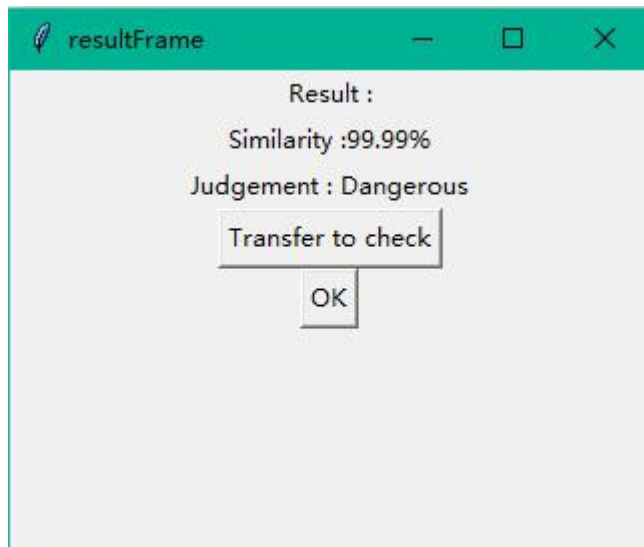 resultFrame
Result :
Similarity :99.99%
Judgement : Dangerous
Transfer to check
OK